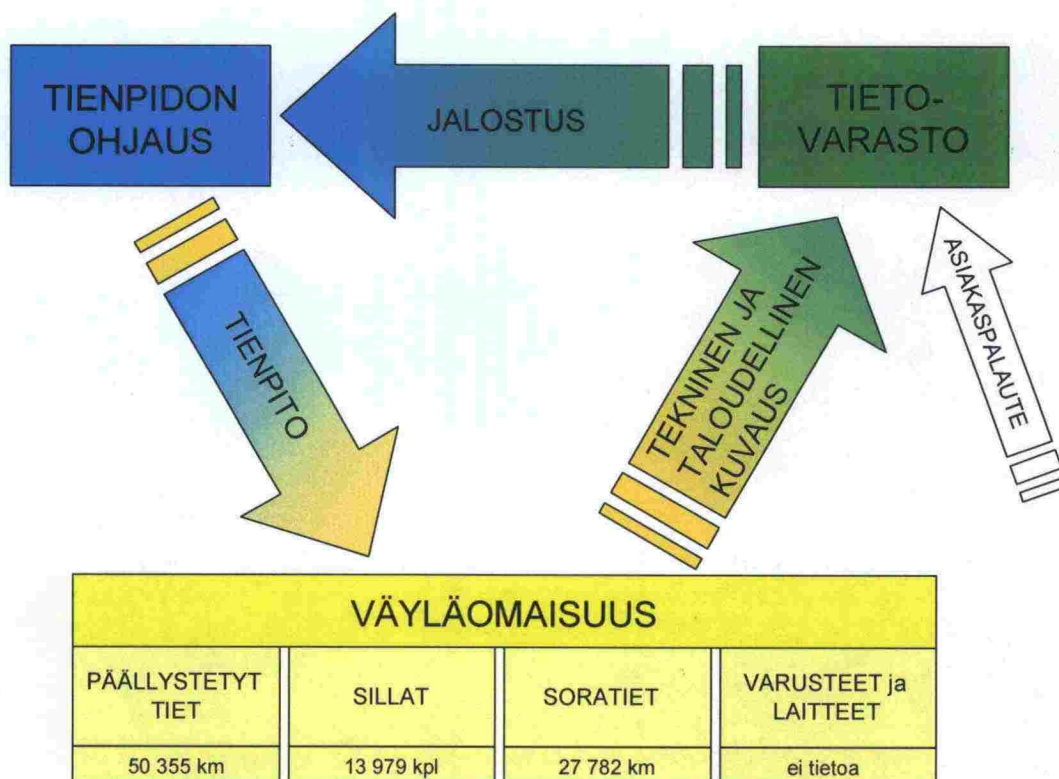 TIENPIDON
OHJAUS
JALOSTUS
TIETO-
VARASTO
TIENPITO
TEKNINEN JA
TALOUDELLINEN
KUVAUS
ASIAKASPALAUTE
VÄYLÄOMAISUUS
PÄÄLLYSTETYT
TIET
SILLAT
SORATIET
VARUSTEET ja
LAITTEET
50 355 km
13 979 kpl
27 782 km
ei tietoa